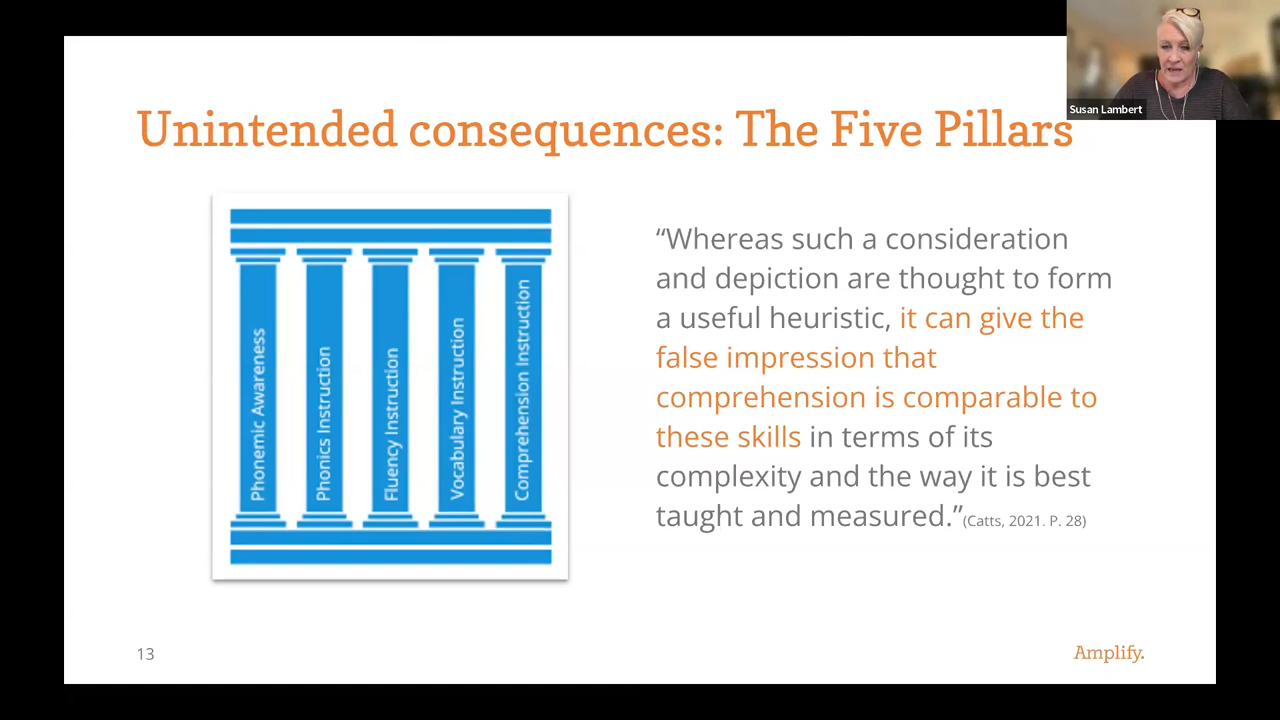 Susan Lambert
Unintended consequences: The Five Pillars
Phonemic Awareness
Phonics Instruction
Fluency Instruction
Vocabulary Instruction
Comprehension Instruction
“Whereas such a consideration
and depiction are thought to form
a useful heuristic, it can give the
false impression that
comprehension is comparable to
these skills in terms of its
complexity and the way it is best
taught and measured.”(Catts, 2021. P. 28)
13
Amplify.